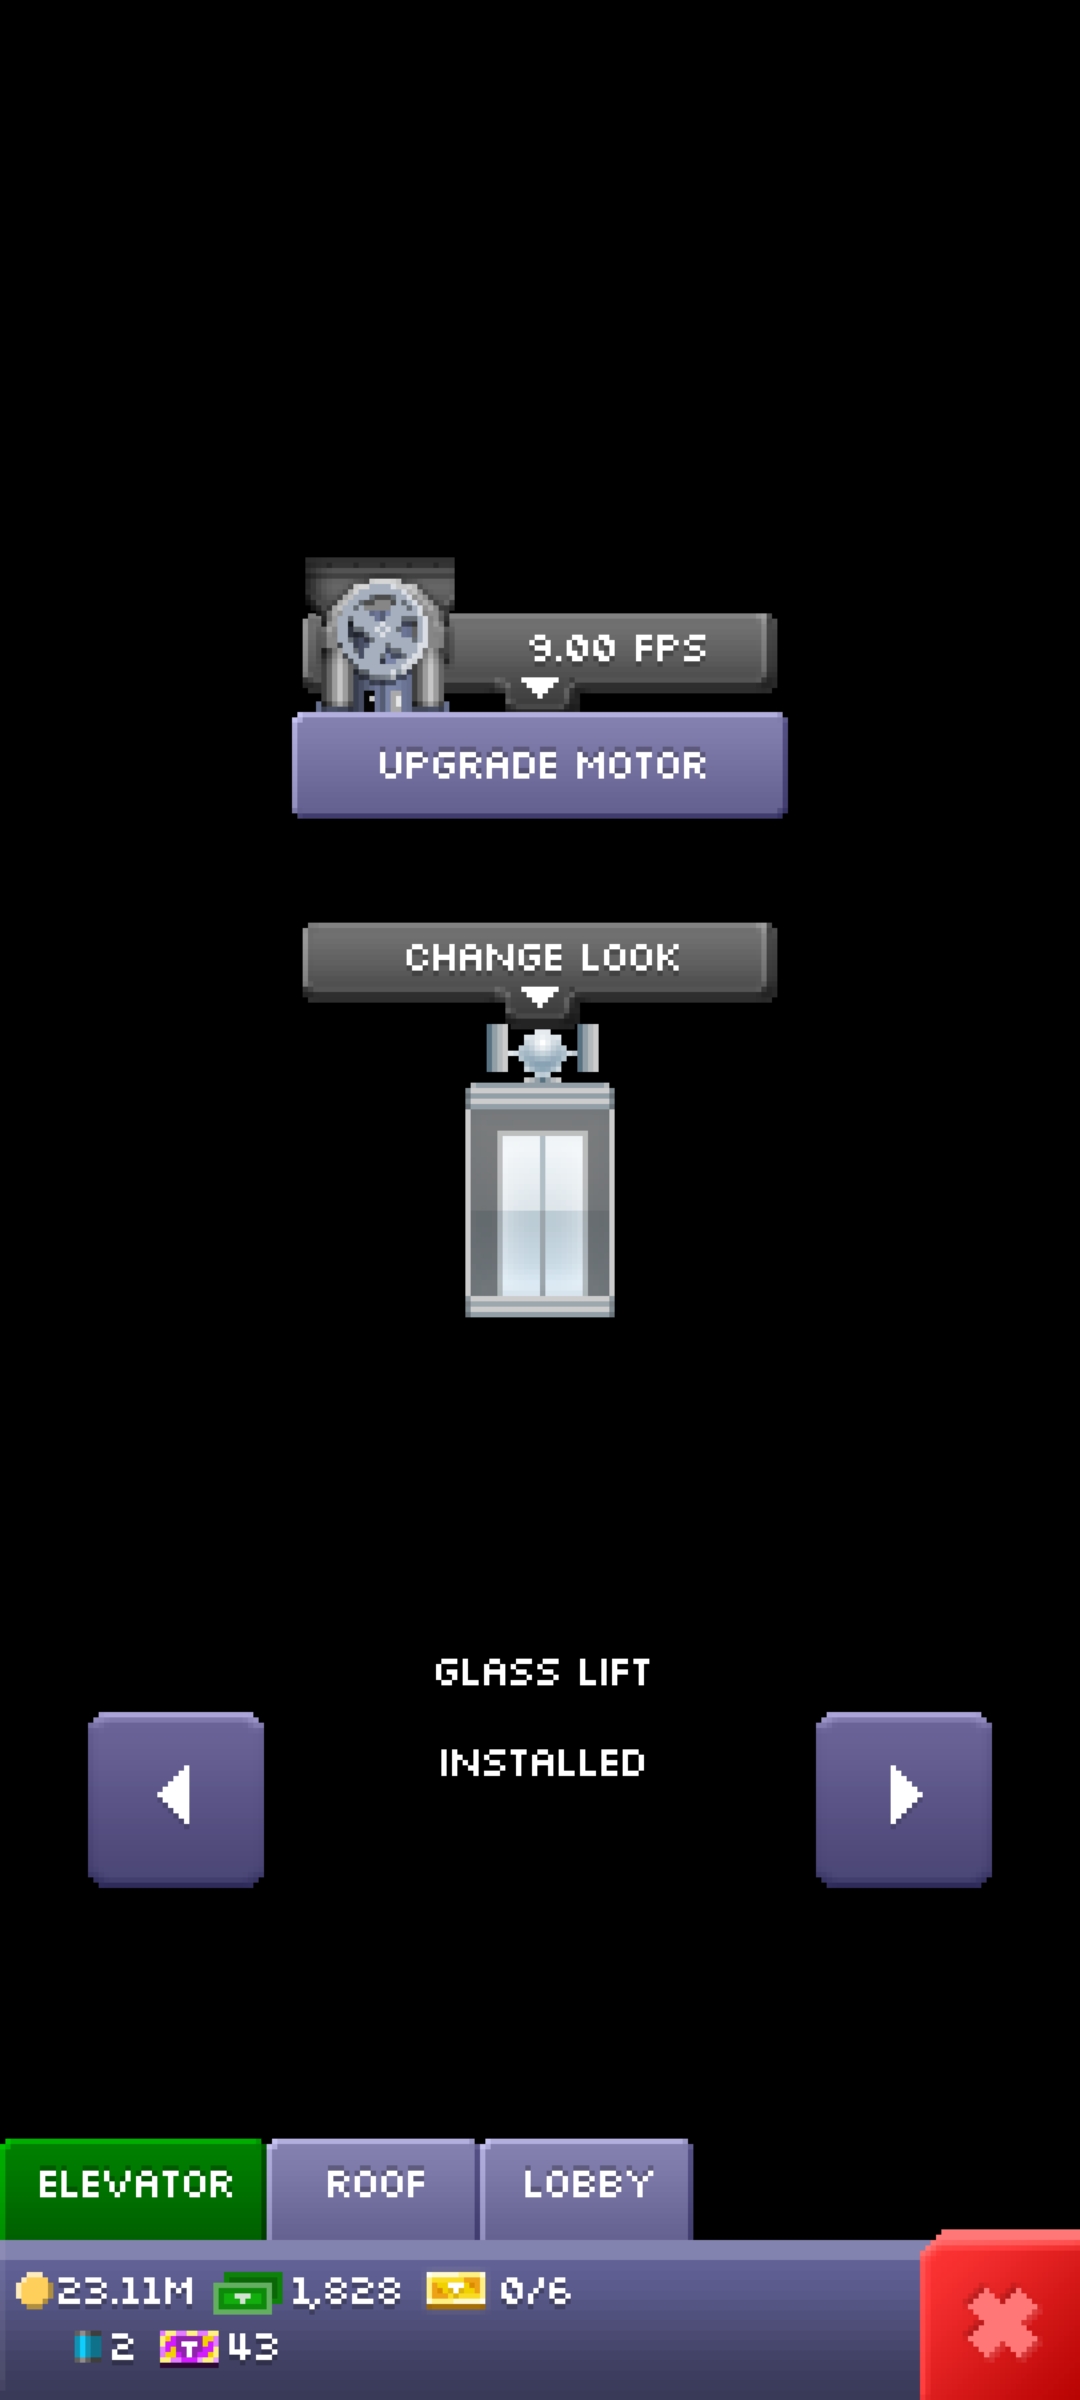 9.00 FPS
UPGRADE MOTOR
CHANGE LOOK
GLASS LIFT
INSTALLED
ELEVATOR ROOF LOBBY
23.11M 1,828 0/6
2 T 43